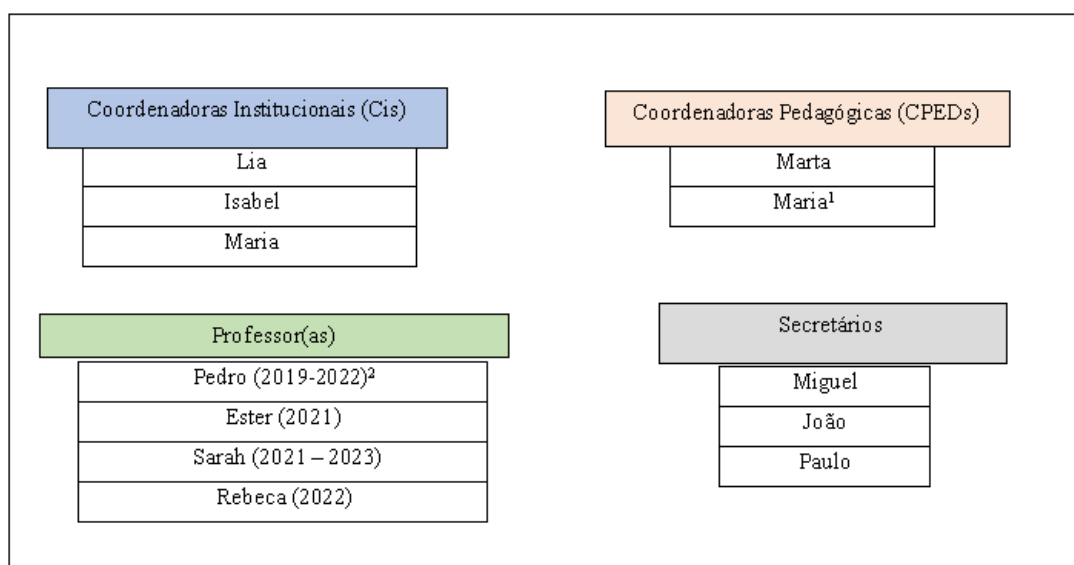 Coordenadoras Institucionais (Cis)
Lia
Isabel
Maria
Coordenadoras Pedagógicas (CPEDs)
Marta
Maria¹
Professor(as)
Pedro (2019-2022)²
Ester (2021)
Sarah (2021 – 2023)
Rebeca (2022)
Secretários
Miguel
João
Paulo